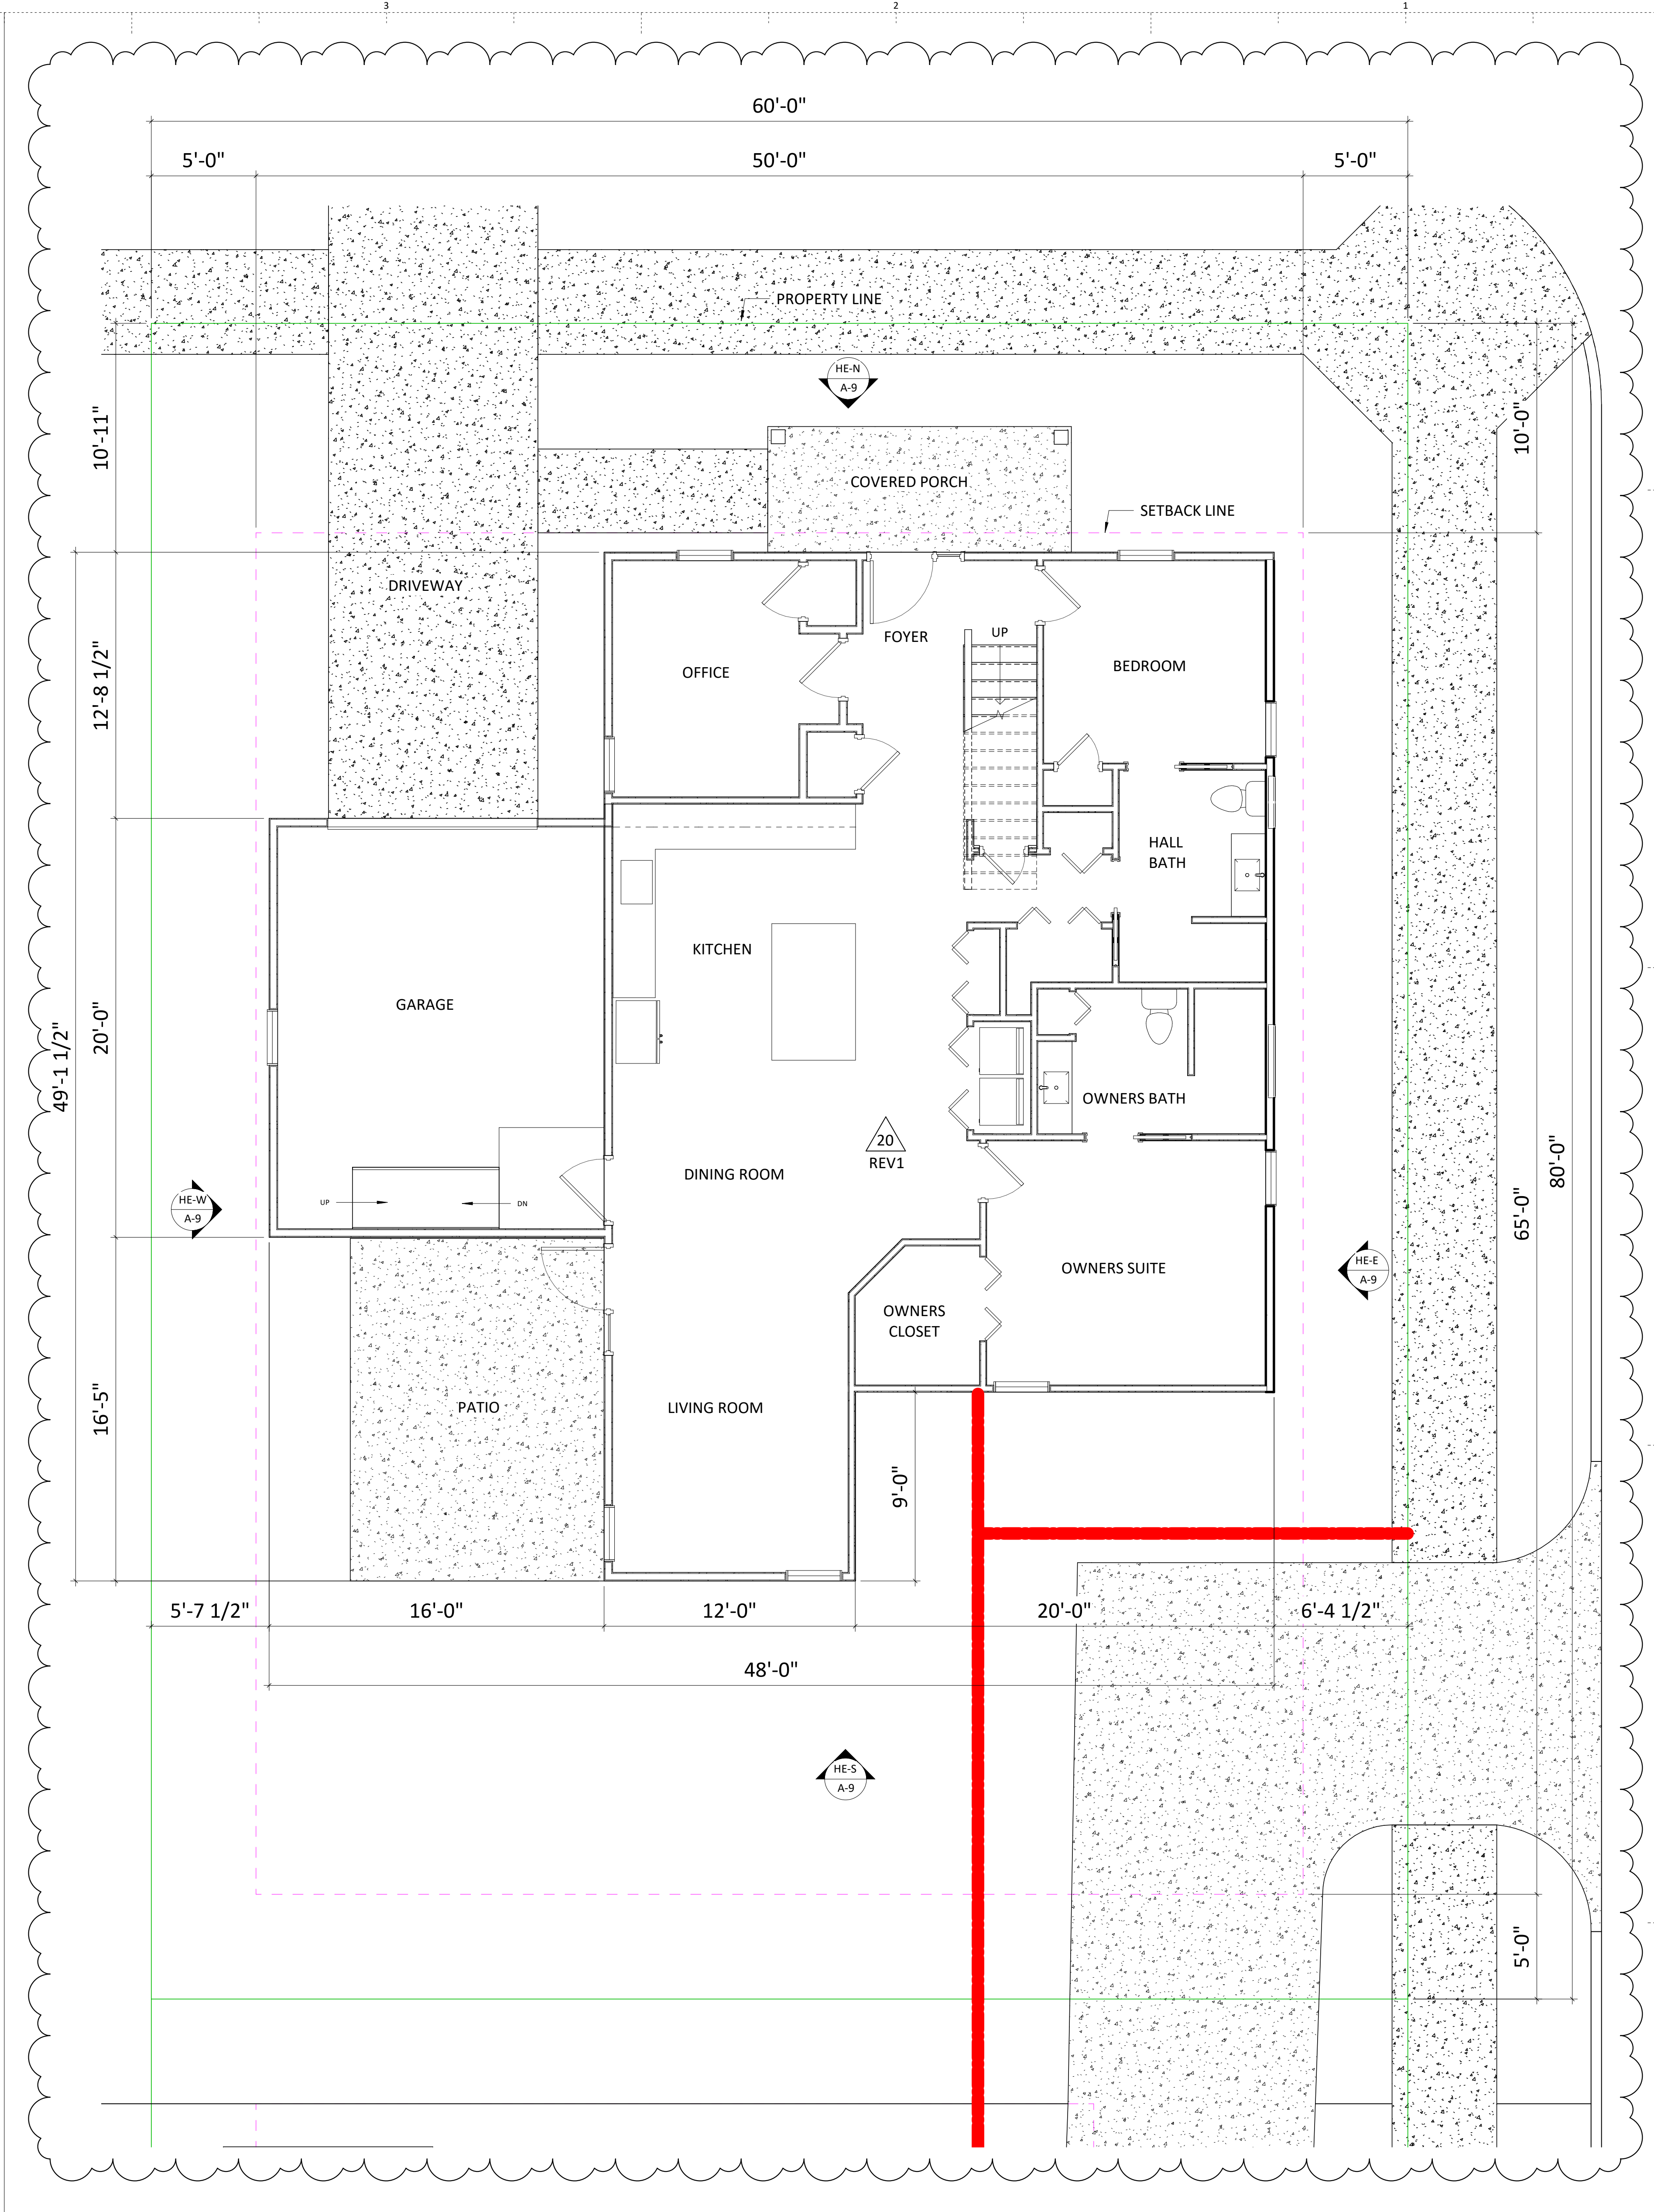 3
2
1
60'-0"
5'-0"
50'-0"
5'-0"
PROPERTY LINE
HE-N
A-9
10'-11"
10'-0"
COVERED PORCH
SETBACK LINE
DRIVEWAY
FOYER
UP
12'-8 1/2"
OFFICE
BEDROOM
HALL
BATH
KITCHEN
GARAGE
20'-0"
49'-1 1/2"
OWNERS BATH
20
REV1
DINING ROOM
80'-0"
HE-W
A-9
UP
DN
65'-0"
HE-E
A-9
OWNERS SUITE
OWNERS
CLOSET
16'-5"
PATIO
LIVING ROOM
9'-0"
5'-7 1/2"
16'-0"
12'-0"
20'-0"
6'-4 1/2"
48'-0"
HE-S
A-9
5'-0"